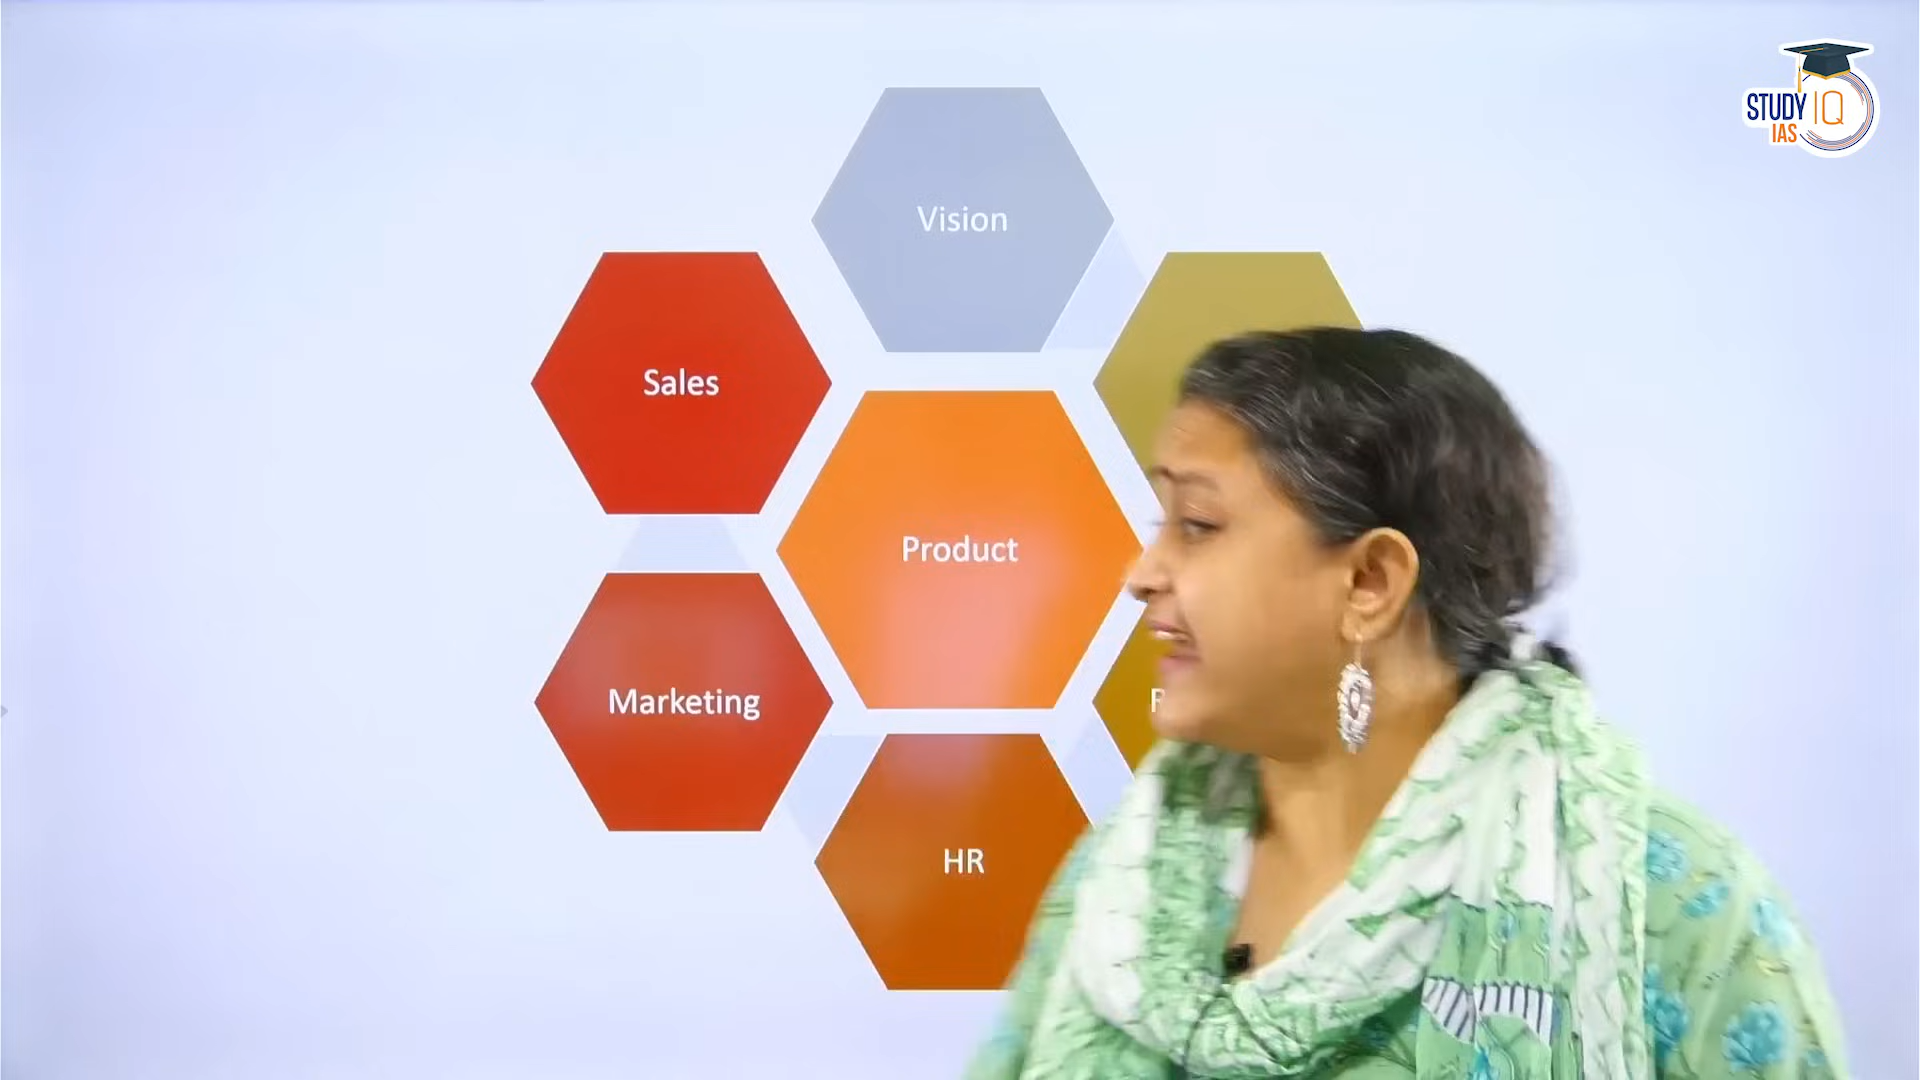 STUDY IQ
IAS
Vision
Sales
Product
Marketing
HR